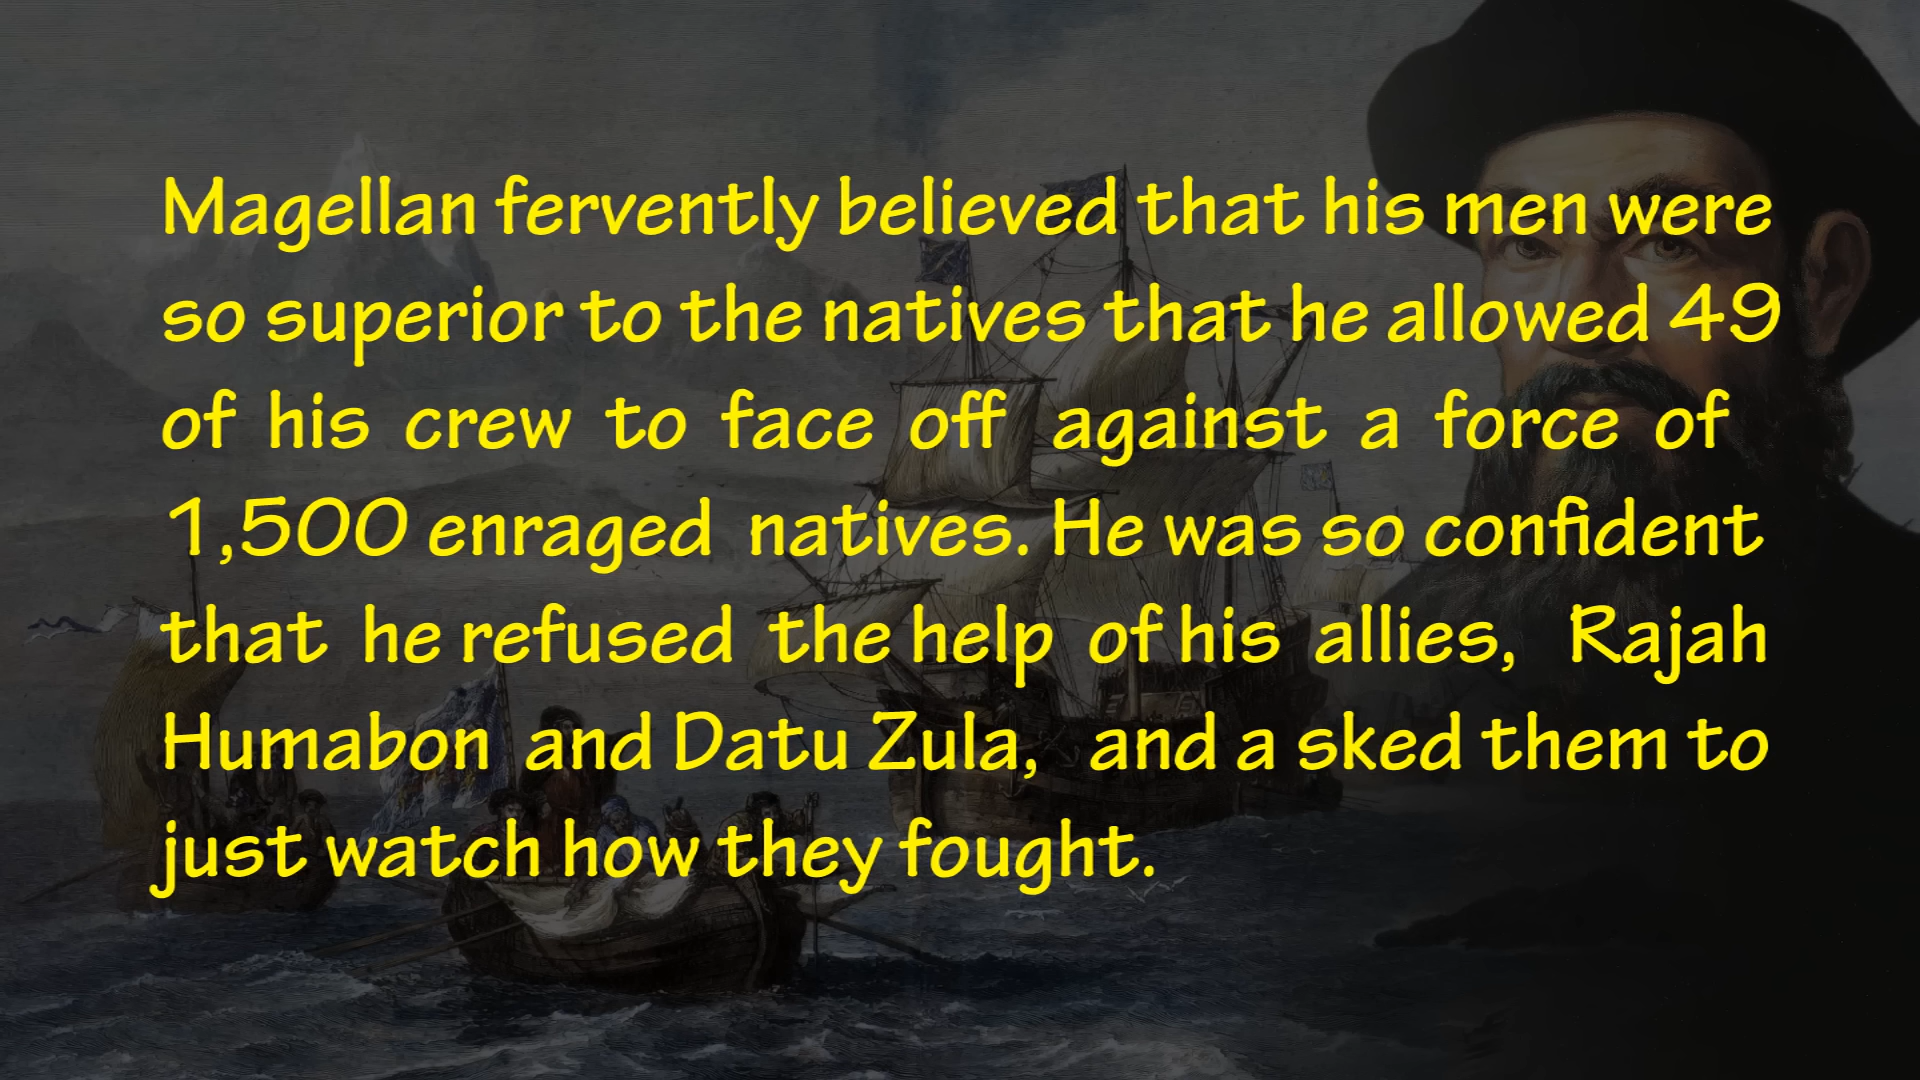 Magellan fervently believed that his men were
so superior to the natives that he allowed 49
of his crew to face off against a force of
1,500 enraged natives. He was so confident
that he refused the help of his allies, Rajah
Humabon and Datu Zula, and a sked them to
just watch how they fought.